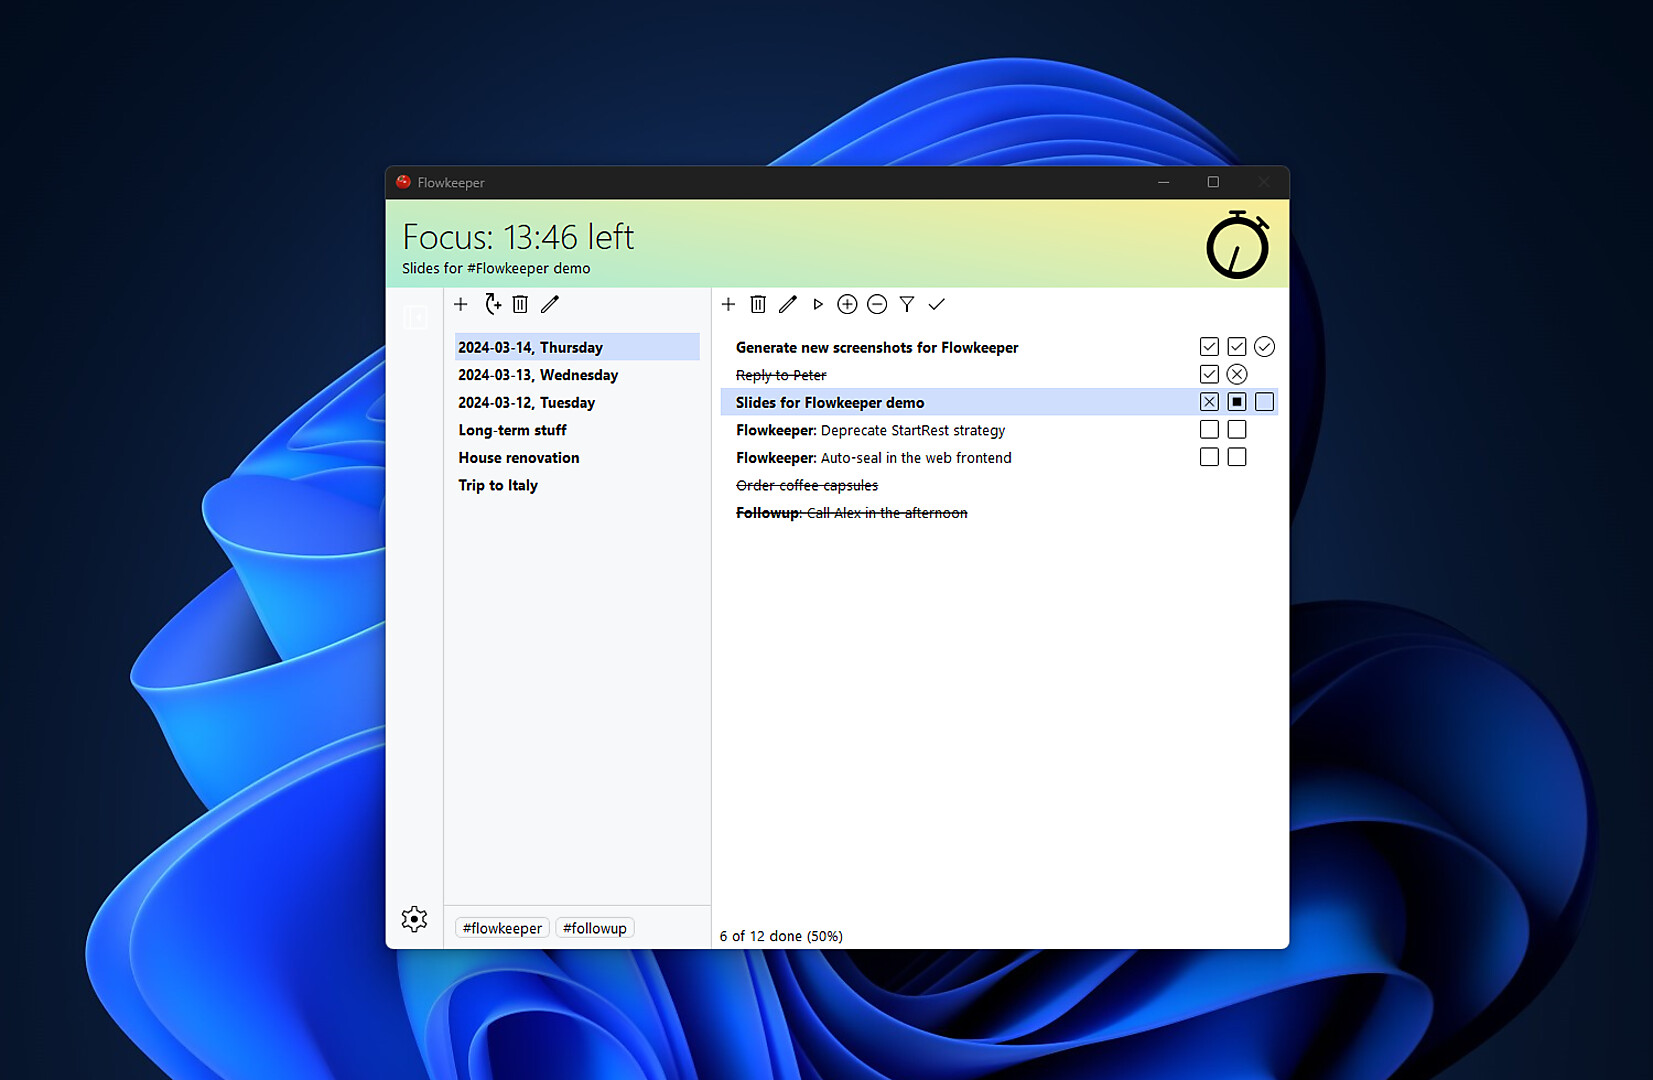 Flowkeeper
Focus: 13:46 left
Slides for #Flowkeeper demo
2024-03-14, Thursday
2024-03-13, Wednesday
2024-03-12, Tuesday
Long-term stuff
House renovation
Trip to Italy
#flowkeeper #followup
Generate new screenshots for Flowkeeper
Reply to Peter
Slides for Flowkeeper demo
Flowkeeper: Deprecate StartRest strategy
Flowkeeper: Auto-seal in the web frontend
Order coffee capsules
Followup: Call Alex in the afternoon
6 of 12 done (50%)